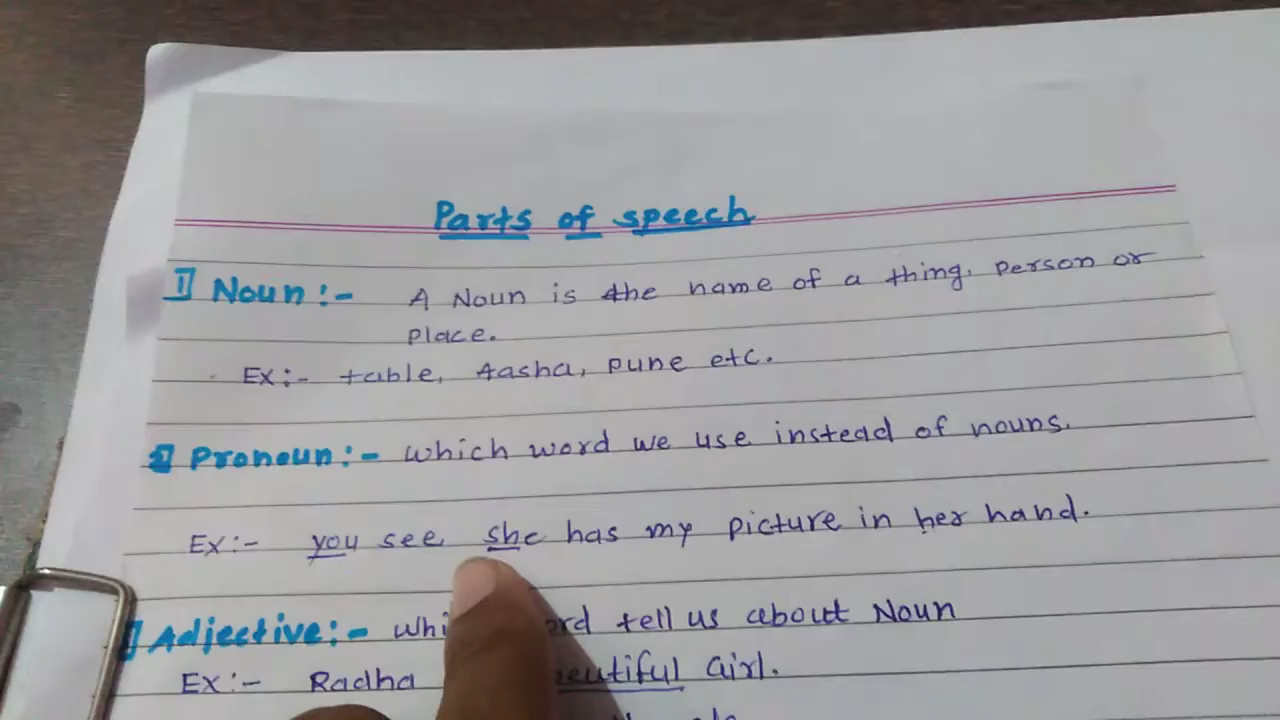 Parts of speech
1] Noun :- A Noun is the name of a thing, person or
place.
Ex :- table, Aasha, pune etc.
2] Pronoun :- which word we use instead of nouns.
Ex :- you see, she has my picture in her hand.
Adjective :- tell us about Noun
Ex :- Radha Girl.